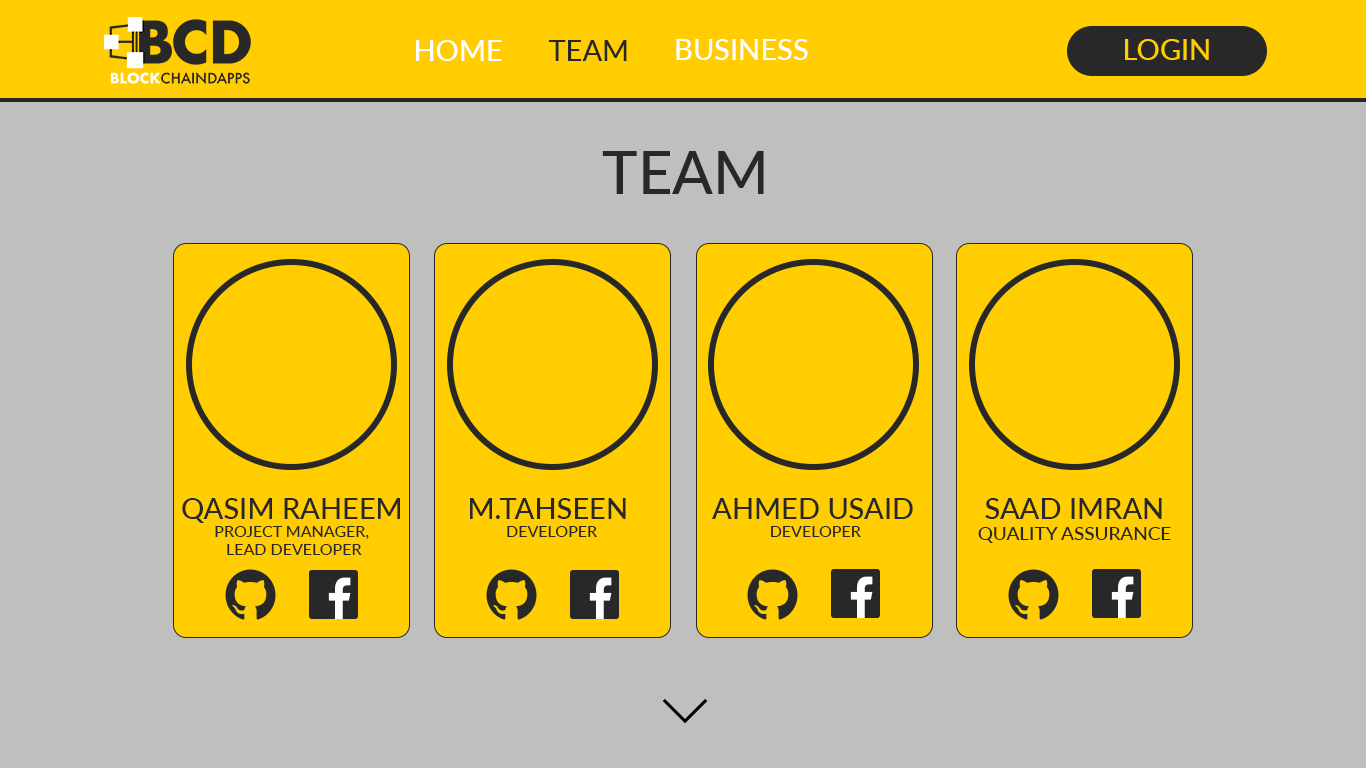 BCD
BLOCKCHAINDAPPS
HOME TEAM BUSINESS LOGIN
TEAM
QASIM RAHEEM
PROJECT MANAGER,
LEAD DEVELOPER
M.TAHSEEN
DEVELOPER
AHMED USAID
DEVELOPER
SAAD IMRAN
QUALITY ASSURANCE